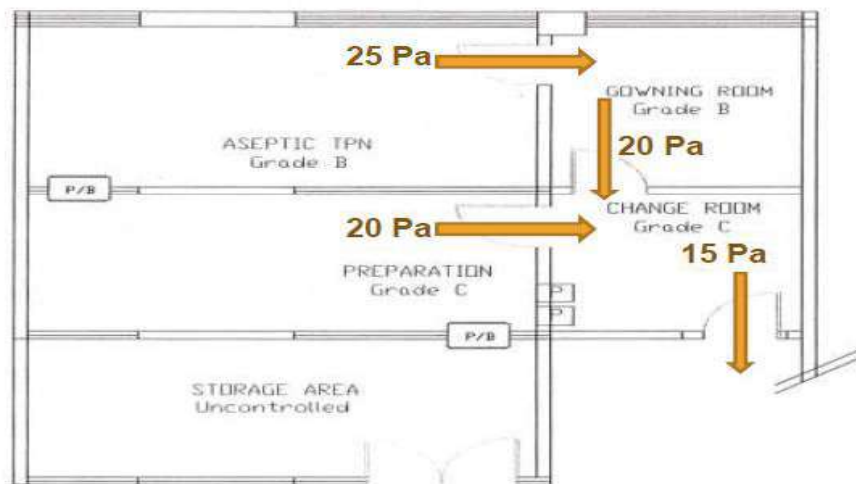 25 Pa
GOWNING ROOM
Grade B
ASEPTIC TPN
Grade B
20 Pa
P/B
CHANGE ROOM
Grade C
20 Pa
15 Pa
PREPARATION
Grade C
P
P
P/B
STORAGE AREA
Uncontrolled